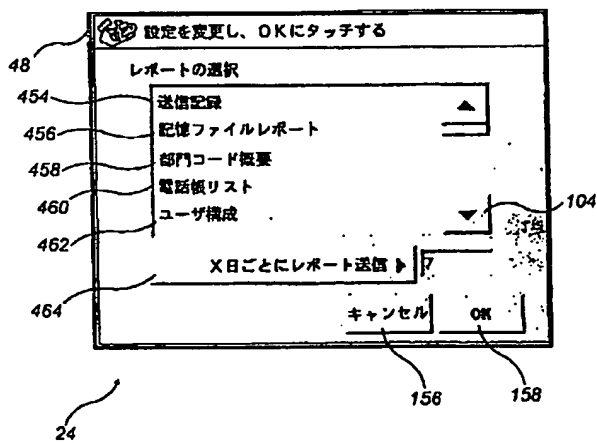 設定を変更し、OKにタッチする
48
レポートの選択
454
送信記録
456
記憶ファイルレポート
458
部門コード概要
460
電話帳リスト
104
462
ユーザ構成
X日ごとにレポート送信
7
464
キャンセル
OK
156
158
24